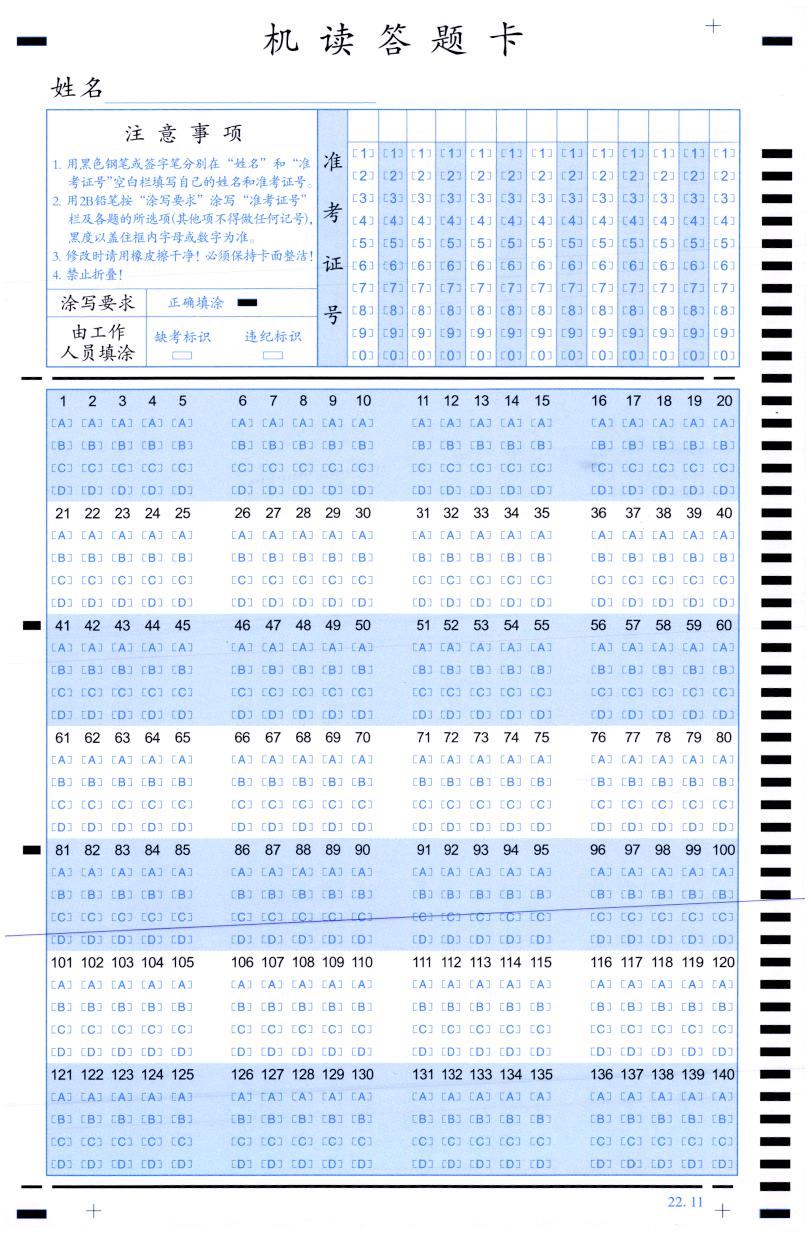 机读答题卡
姓名
注意事项
1. 用黑色钢笔或签字笔分别在“姓名”和“准
考证号”空白栏填写自己的姓名和准考证号。
2. 用2B铅笔按“涂写要求”涂写“准考证号”
栏及各题的所选项(其他项不得做任何记号),
黑度以盖住框内字母或数字为准。
3. 修改时请用橡皮擦干净!必须保持卡面整洁!
4. 禁止折叠!
涂写要求 正确填涂
由工作
人员填涂
缺考标识 违纪标识
准考证号
[1] [1] [1] [1] [1] [1] [1] [1] [1] [1] [1] [1] [1]
[2] [2] [2] [2] [2] [2] [2] [2] [2] [2] [2] [2] [2]
[3] [3] [3] [3] [3] [3] [3] [3] [3] [3] [3] [3] [3]
[4] [4] [4] [4] [4] [4] [4] [4] [4] [4] [4] [4] [4]
[5] [5] [5] [5] [5] [5] [5] [5] [5] [5] [5] [5] [5]
[6] [6] [6] [6] [6] [6] [6] [6] [6] [6] [6] [6] [6]
[7] [7] [7] [7] [7] [7] [7] [7] [7] [7] [7] [7] [7]
[8] [8] [8] [8] [8] [8] [8] [8] [8] [8] [8] [8] [8]
[9] [9] [9] [9] [9] [9] [9] [9] [9] [9] [9] [9] [9]
[0] [0] [0] [0] [0] [0] [0] [0] [0] [0] [0] [0] [0]
1 2 3 4 5 6 7 8 9 10 11 12 13 14 15 16 17 18 19 20
[A] [A] [A] [A] [A] [A] [A] [A] [A] [A] [A] [A] [A] [A] [A] [A] [A] [A] [A] [A]
[B] [B] [B] [B] [B] [B] [B] [B] [B] [B] [B] [B] [B] [B] [B] [B] [B] [B] [B] [B]
[C] [C] [C] [C] [C] [C] [C] [C] [C] [C] [C] [C] [C] [C] [C] [C] [C] [C] [C] [C]
[D] [D] [D] [D] [D] [D] [D] [D] [D] [D] [D] [D] [D] [D] [D] [D] [D] [D] [D] [D]
21 22 23 24 25 26 27 28 29 30 31 32 33 34 35 36 37 38 39 40
[A] [A] [A] [A] [A] [A] [A] [A] [A] [A] [A] [A] [A] [A] [A] [A] [A] [A] [A] [A]
[B] [B] [B] [B] [B] [B] [B] [B] [B] [B] [B] [B] [B] [B] [B] [B] [B] [B] [B] [B]
[C] [C] [C] [C] [C] [C] [C] [C] [C] [C] [C] [C] [C] [C] [C] [C] [C] [C] [C] [C]
[D] [D] [D] [D] [D] [D] [D] [D] [D] [D] [D] [D] [D] [D] [D] [D] [D] [D] [D] [D]
41 42 43 44 45 46 47 48 49 50 51 52 53 54 55 56 57 58 59 60
[A] [A] [A] [A] [A] [A] [A] [A] [A] [A] [A] [A] [A] [A] [A] [A] [A] [A] [A] [A]
[B] [B] [B] [B] [B] [B] [B] [B] [B] [B] [B] [B] [B] [B] [B] [B] [B] [B] [B] [B]
[C] [C] [C] [C] [C] [C] [C] [C] [C] [C] [C] [C] [C] [C] [C] [C] [C] [C] [C] [C]
[D] [D] [D] [D] [D] [D] [D] [D] [D] [D] [D] [D] [D] [D] [D] [D] [D] [D] [D] [D]
61 62 63 64 65 66 67 68 69 70 71 72 73 74 75 76 77 78 79 80
[A] [A] [A] [A] [A] [A] [A] [A] [A] [A] [A] [A] [A] [A] [A] [A] [A] [A] [A] [A]
[B] [B] [B] [B] [B] [B] [B] [B] [B] [B] [B] [B] [B] [B] [B] [B] [B] [B] [B] [B]
[C] [C] [C] [C] [C] [C] [C] [C] [C] [C] [C] [C] [C] [C] [C] [C] [C] [C] [C] [C]
[D] [D] [D] [D] [D] [D] [D] [D] [D] [D] [D] [D] [D] [D] [D] [D] [D] [D] [D] [D]
81 82 83 84 85 86 87 88 89 90 91 92 93 94 95 96 97 98 99 100
[A] [A] [A] [A] [A] [A] [A] [A] [A] [A] [A] [A] [A] [A] [A] [A] [A] [A] [A] [A]
[B] [B] [B] [B] [B] [B] [B] [B] [B] [B] [B] [B] [B] [B] [B] [B] [B] [B] [B] [B]
[C] [C] [C] [C] [C] [C] [C] [C] [C] [C] [C] [C] [C] [C] [C] [C] [C] [C] [C] [C]
[D] [D] [D] [D] [D] [D] [D] [D] [D] [D] [D] [D] [D] [D] [D] [D] [D] [D] [D] [D]
101 102 103 104 105 106 107 108 109 110 111 112 113 114 115 116 117 118 119 120
[A] [A] [A] [A] [A] [A] [A] [A] [A] [A] [A] [A] [A] [A] [A] [A] [A] [A] [A] [A]
[B] [B] [B] [B] [B] [B] [B] [B] [B] [B] [B] [B] [B] [B] [B] [B] [B] [B] [B] [B]
[C] [C] [C] [C] [C] [C] [C] [C] [C] [C] [C] [C] [C] [C] [C] [C] [C] [C] [C] [C]
[D] [D] [D] [D] [D] [D] [D] [D] [D] [D] [D] [D] [D] [D] [D] [D] [D] [D] [D] [D]
121 122 123 124 125 126 127 128 129 130 131 132 133 134 135 136 137 138 139 140
[A] [A] [A] [A] [A] [A] [A] [A] [A] [A] [A] [A] [A] [A] [A] [A] [A] [A] [A] [A]
[B] [B] [B] [B] [B] [B] [B] [B] [B] [B] [B] [B] [B] [B] [B] [B] [B] [B] [B] [B]
[C] [C] [C] [C] [C] [C] [C] [C] [C] [C] [C] [C] [C] [C] [C] [C] [C] [C] [C] [C]
[D] [D] [D] [D] [D] [D] [D] [D] [D] [D] [D] [D] [D] [D] [D] [D] [D] [D] [D] [D]
22. 11